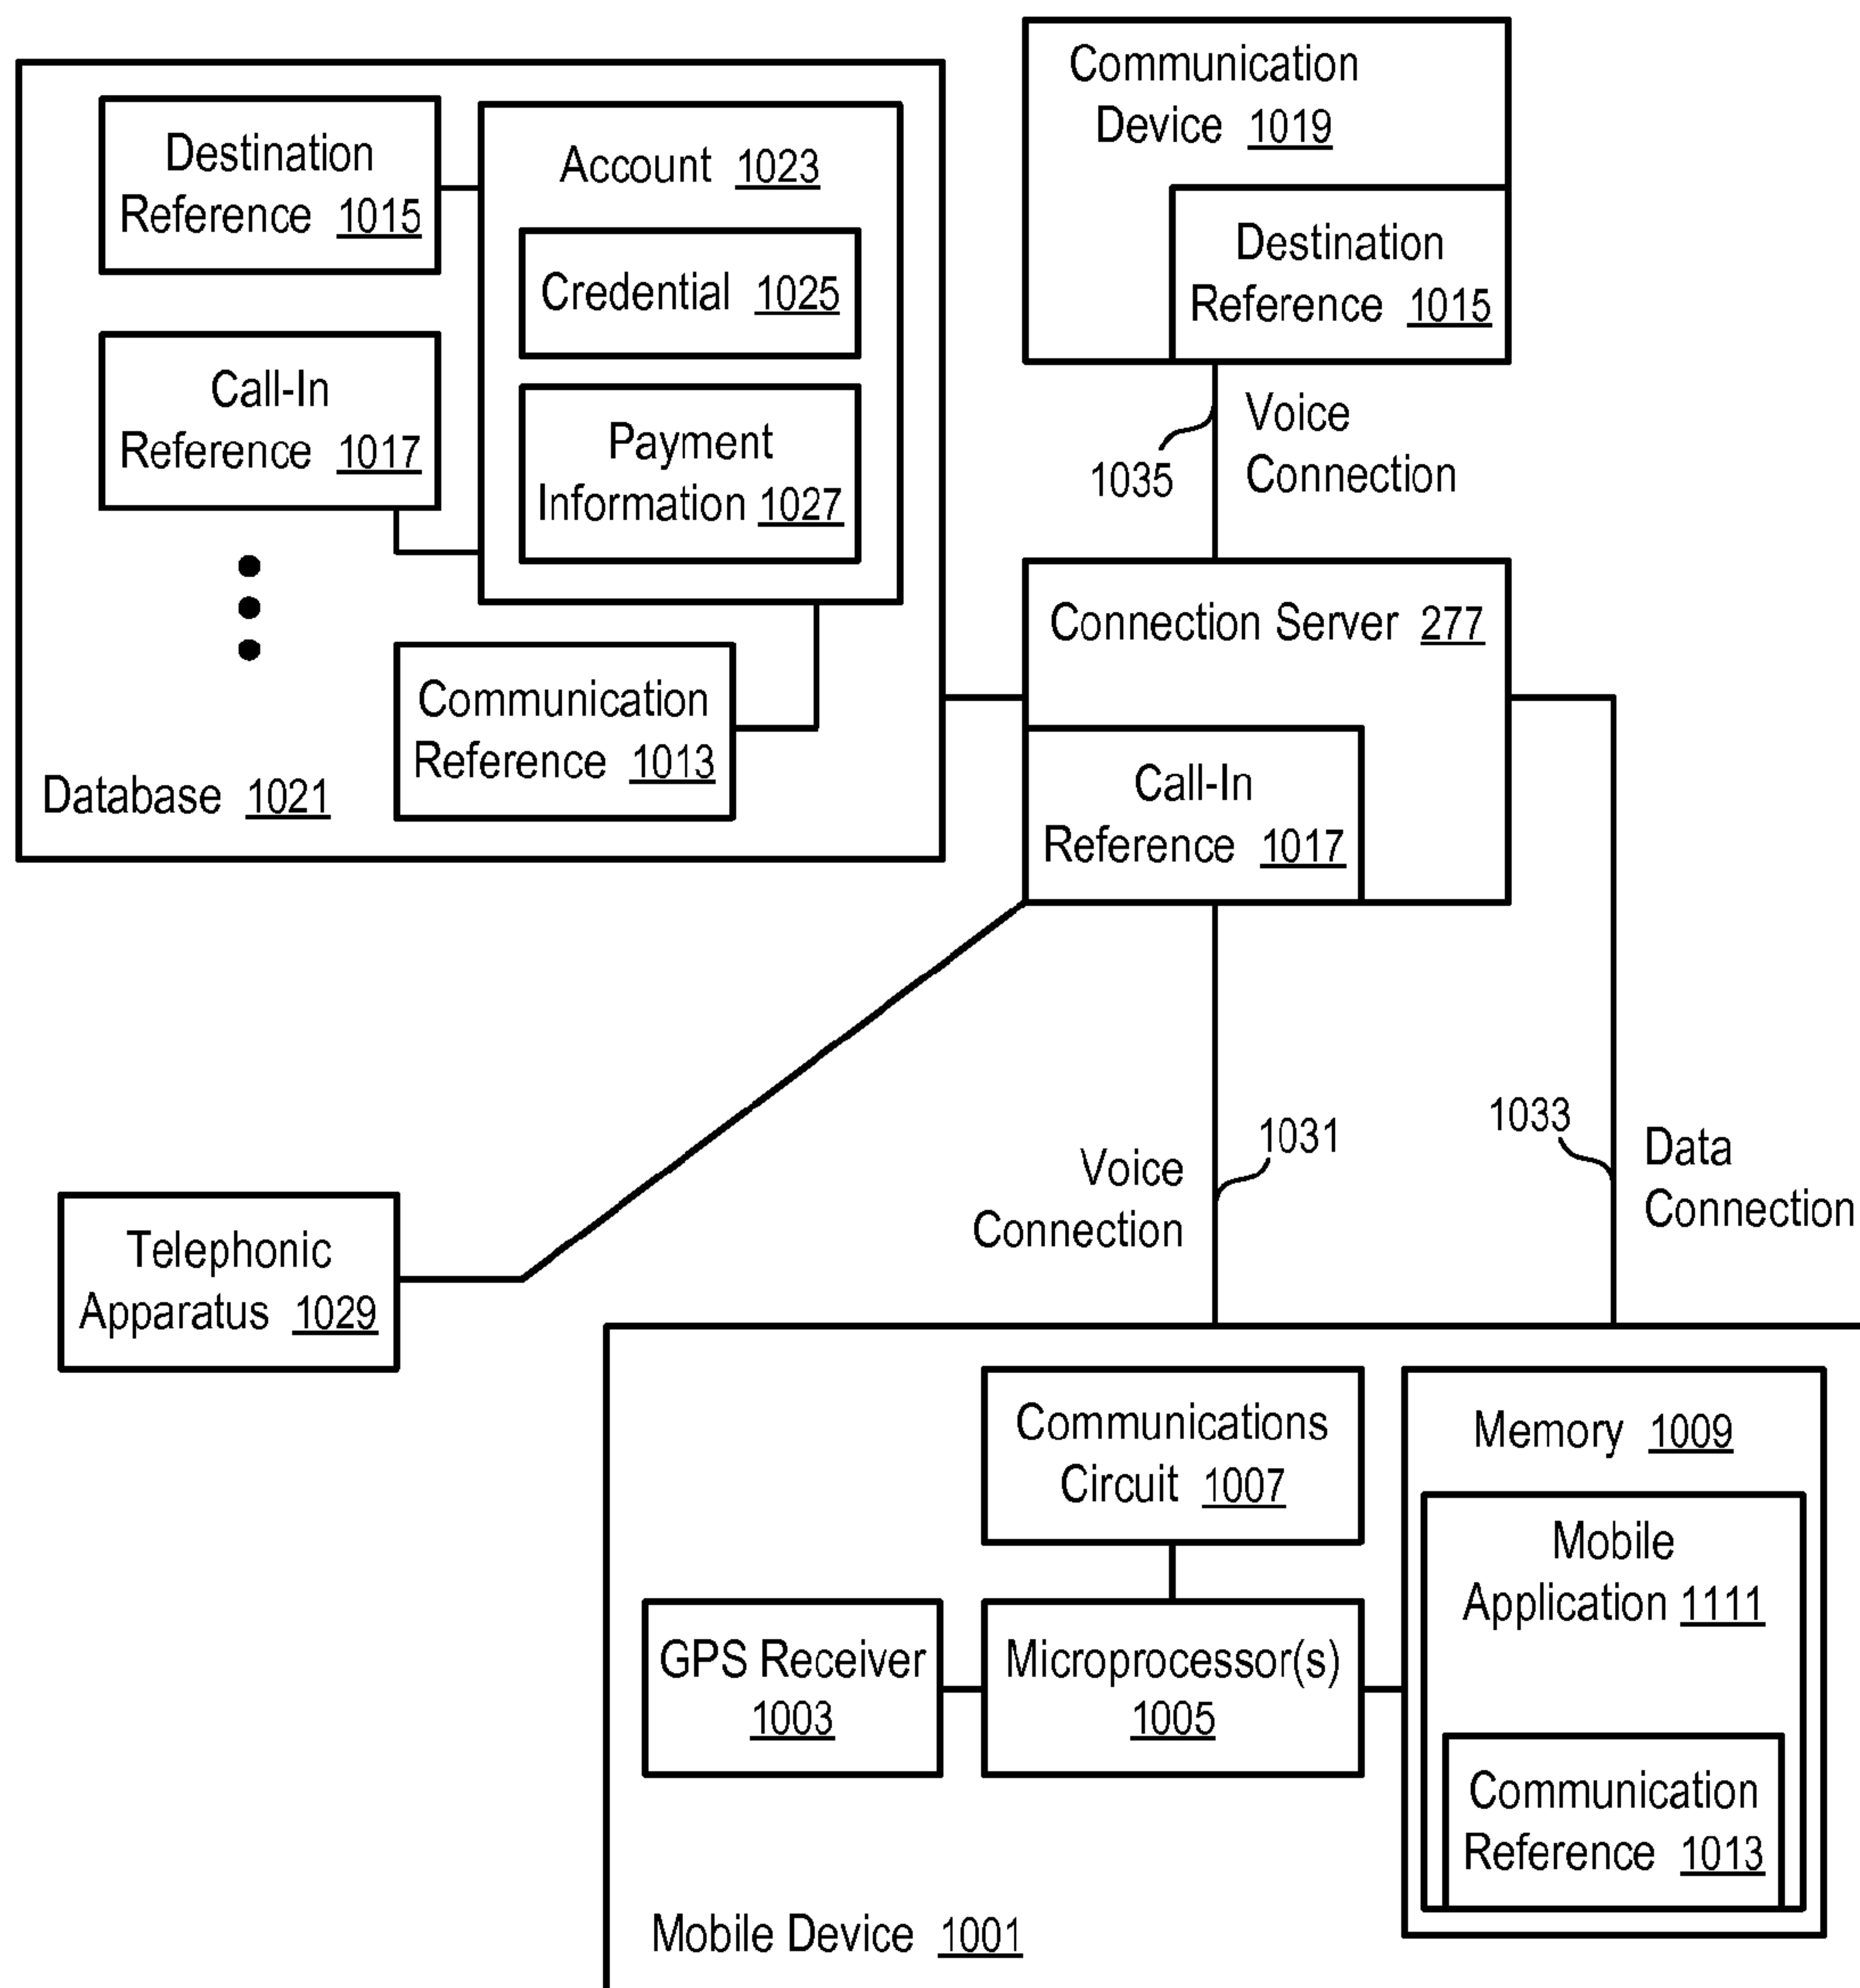 Communication
Device 1019
Destination
Reference 1015
Destination
Reference 1015
Account 1023
Credential 1025
Payment
Information 1027
Call-In
Reference 1017
Communication
Reference 1013
Database 1021
1035
Voice
Connection
Connection Server 277
Call-In
Reference 1017
1031
Voice
Connection
1033
Data
Connection
Telephonic
Apparatus 1029
Communications
Circuit 1007
Memory 1009
Mobile
Application 1111
GPS Receiver
1003
Microprocessor(s)
1005
Communication
Reference 1013
Mobile Device 1001